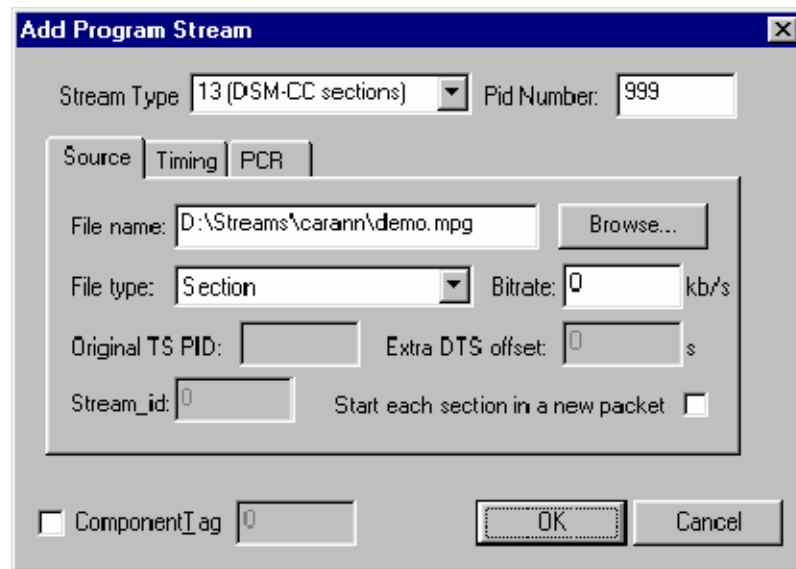 Add Program Stream
Stream Type 13 (DSM-CC sections) Pid Number: 999
Source Timing PCR
File name: D:\Streams\carann\demo.mpg Browse...
File type: Section Bitrate: 0 kb/s
Original TS PID: Extra DTS offset: 0 s
Stream_id: 0 Start each section in a new packet
ComponentTag 0 OK Cancel